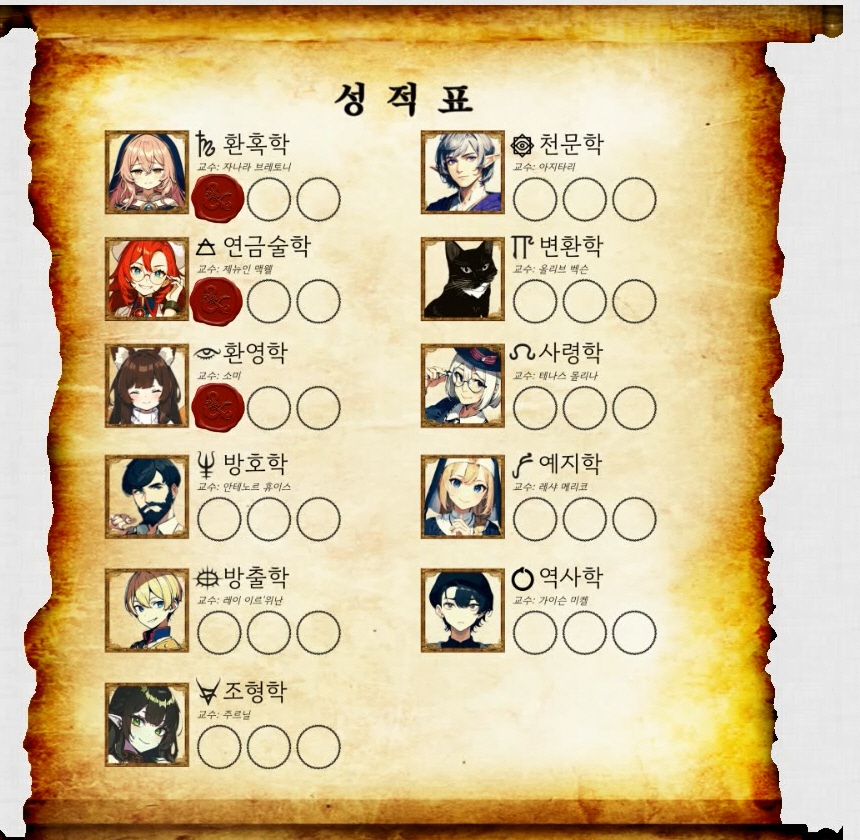 성적표
환혹학
교수: 자나라 브레토니
연금술학
교수: 제뉴인 맥웰
환영학
교수: 소미
방호학
교수: 안테노르 휴이스
방출학
교수: 레이 이르'위난
조형학
교수: 주르닐
천문학
교수: 아지타리
변환학
교수: 올리브 벡슨
사령학
교수: 테나스 몰리나
예지학
교수: 레샤 메리코
역사학
교수: 가이슨 미켈